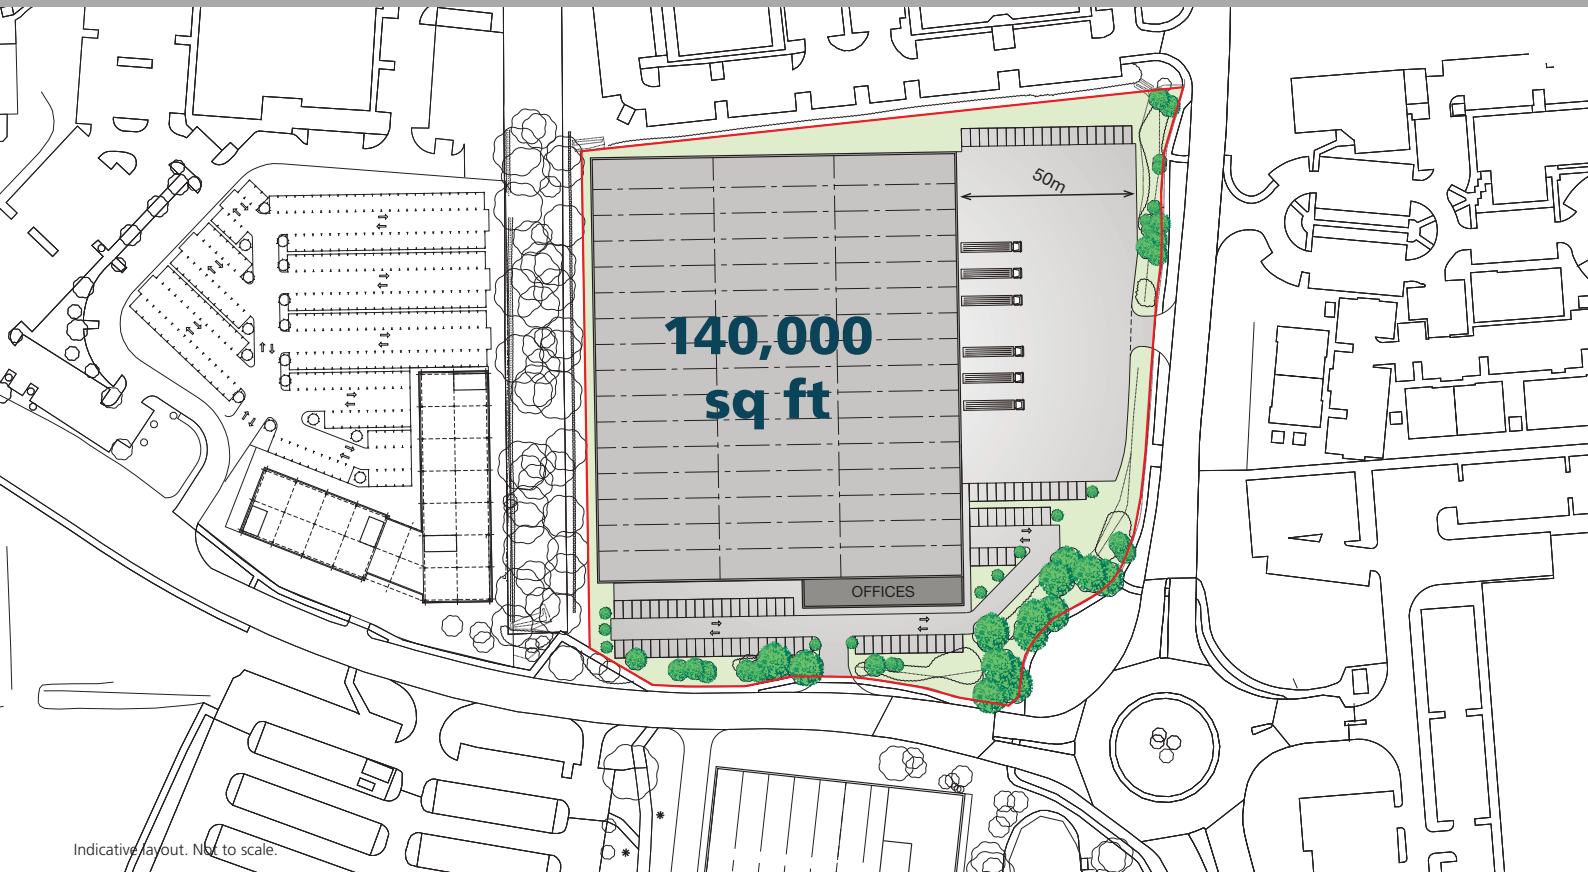 50m
140,000
sq ft
OFFICES
Indicative layout. Not to scale.